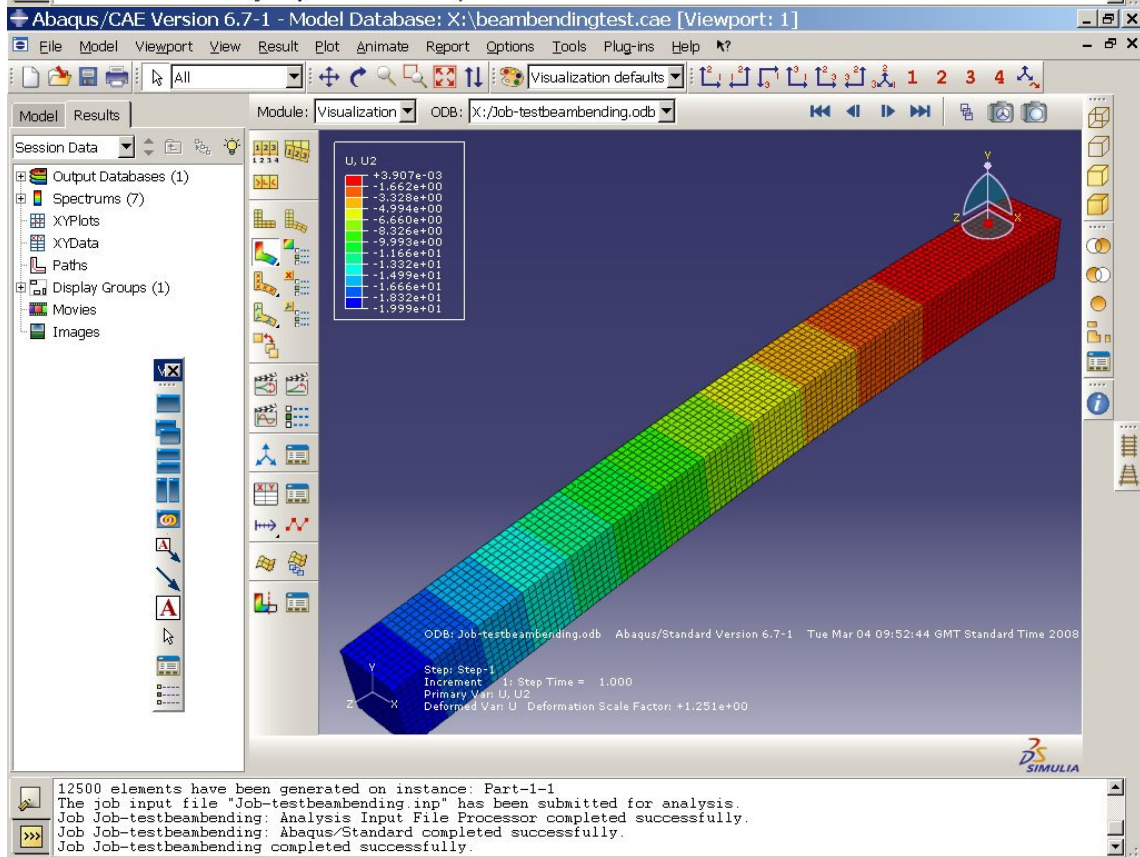 Abaqus/CAE Version 6.7-1 - Model Database: X:\beambendingtest.cae [Viewport: 1]
File Model Viewport View Result Plot Animate Report Options Tools Plug-ins Help
All Visualization defaults 1 2 3 4
Model Results
Module: Visualization ODB: X:/Job-testbeambending.odb
Session Data
Output Databases (1)
Spectrums (7)
XYPlots
XYData
Paths
Display Groups (1)
Movies
Images
U, U2
+3.907e-03
-1.662e+00
-3.328e+00
-4.994e+00
-6.660e+00
-8.326e+00
-9.993e+00
-1.166e+01
-1.332e+01
-1.499e+01
-1.666e+01
-1.832e+01
-1.999e+01
Y
Z X
ODB: Job-testbeambending.odb Abaqus/Standard Version 6.7-1 Tue Mar 04 09:52:44 GMT Standard Time 2008
Step: Step-1
Increment 1: Step Time = 1.000
Primary Var: U, U2
Deformed Var: U Deformation Scale Factor: +1.251e+00
Y
Z X
SIMULIA
12500 elements have been generated on instance: Part-1-1
The job input file "Job-testbeambending.inp" has been submitted for analysis.
Job Job-testbeambending: Analysis Input File Processor completed successfully.
Job Job-testbeambending: Abaqus/Standard completed successfully.
Job Job-testbeambending completed successfully.